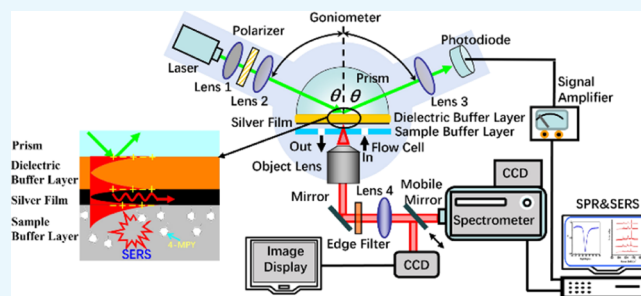 Goniometer
Polarizer
Photodiode
Laser
Lens 1
Lens 2
Prism
θ θ
Lens 3
Signal
Amplifier
Silver Film
Dielectric Buffer Layer
Sample Buffer Layer
Out
In
Flow Cell
Object Lens
Prism
Dielectric
Buffer Layer
Silver Film
Sample
Buffer Layer
SERS
4-MPY
Mirror
Lens 4
Mobile
Mirror
Edge Filter
CCD
Spectrometer
Image
Display
CCD
SPR&SERS